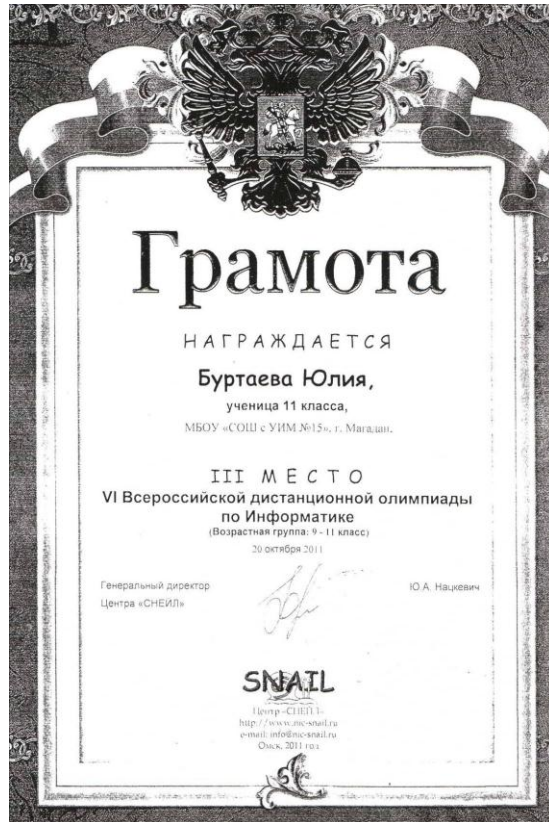 Грамота
НАГРАЖДАЕТСЯ
Буртаева Юлия,
ученица 11 класса,
МБОУ «СОШ с УИМ №15», г. Магадан.
III МЕСТО
VI Всероссийской дистанционной олимпиады
по Информатике
(Возрастная группа: 9 - 11 класс)
20 октября 2011
Генеральный директор
Центра «СНЕЙЛ»
Ю.А. Нацкевич
SNAIL
Центр «СНЕЙЛ»
http://www.nic-snail.ru
e-mail: info@nic-snail.ru
Омск, 2011 год